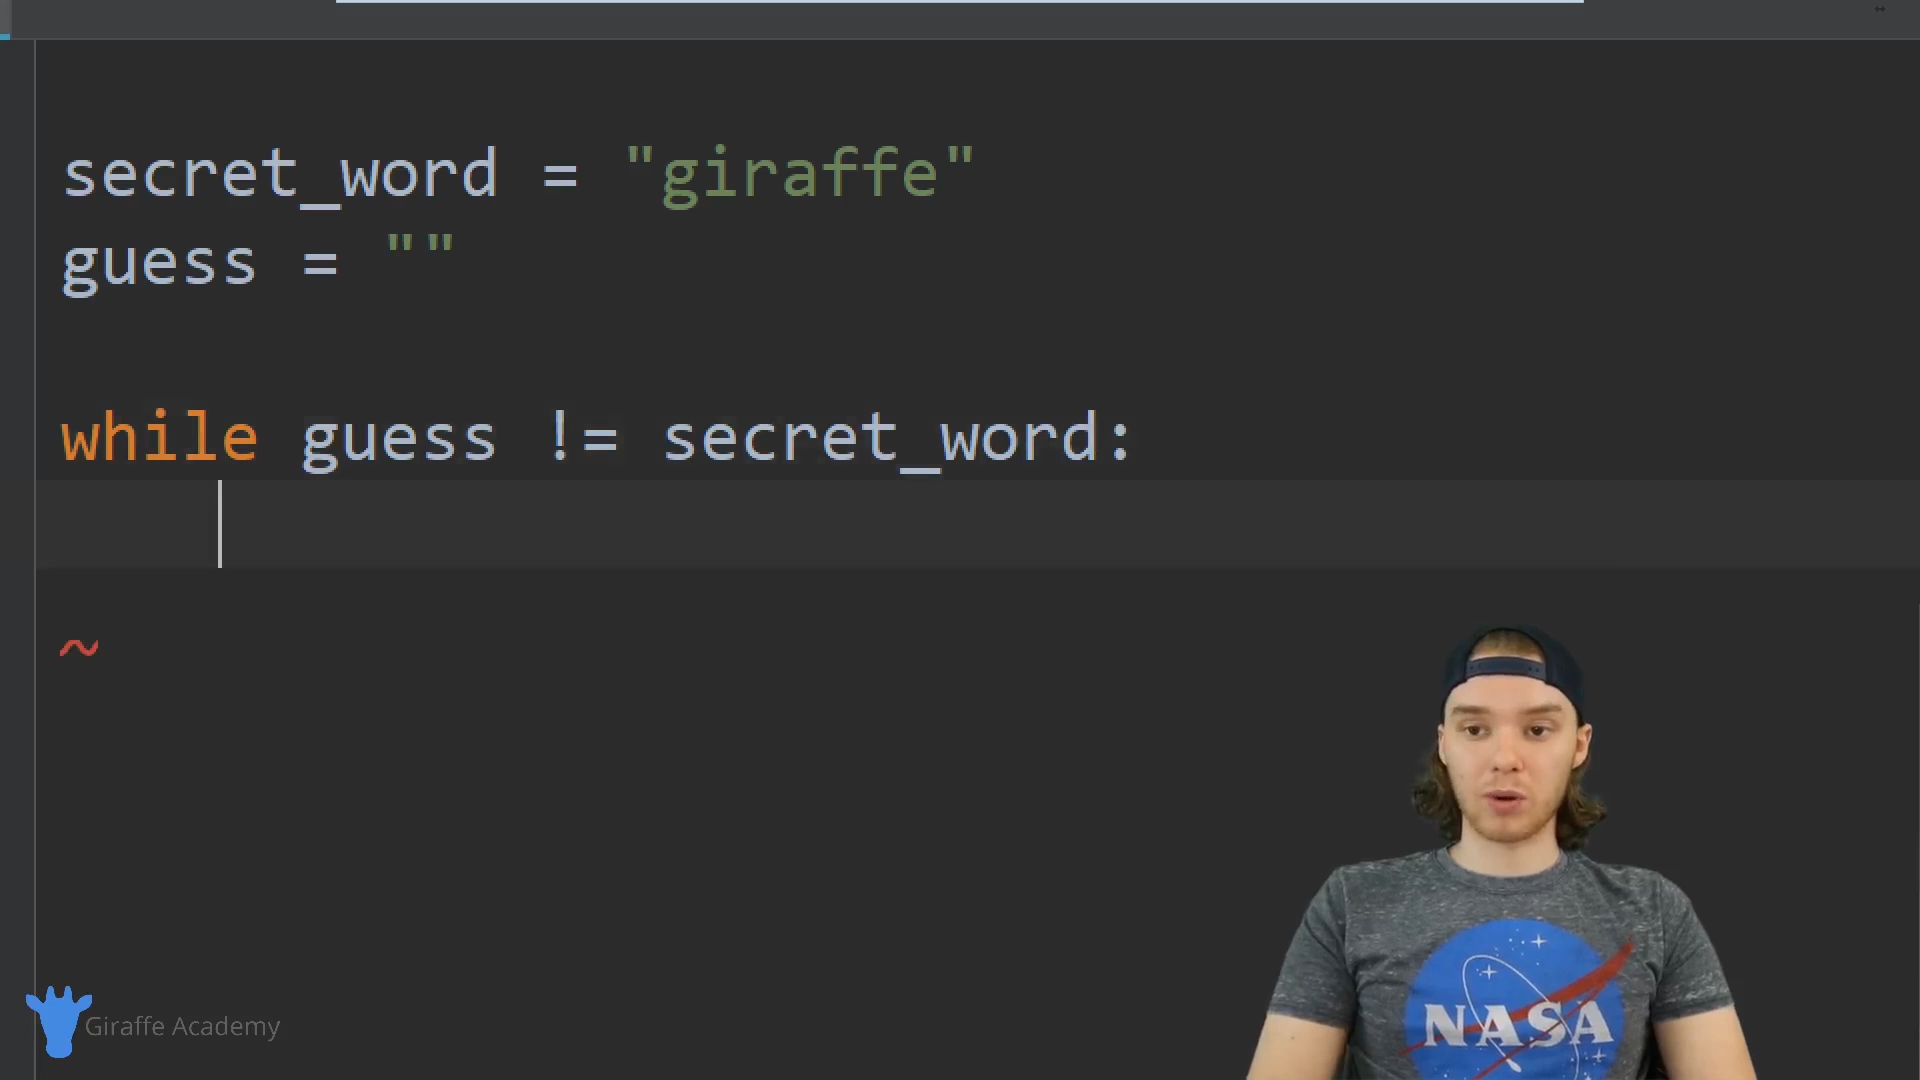 secret_word = "giraffe"
guess = ""
while guess != secret_word:
~
Giraffe Academy
NASA